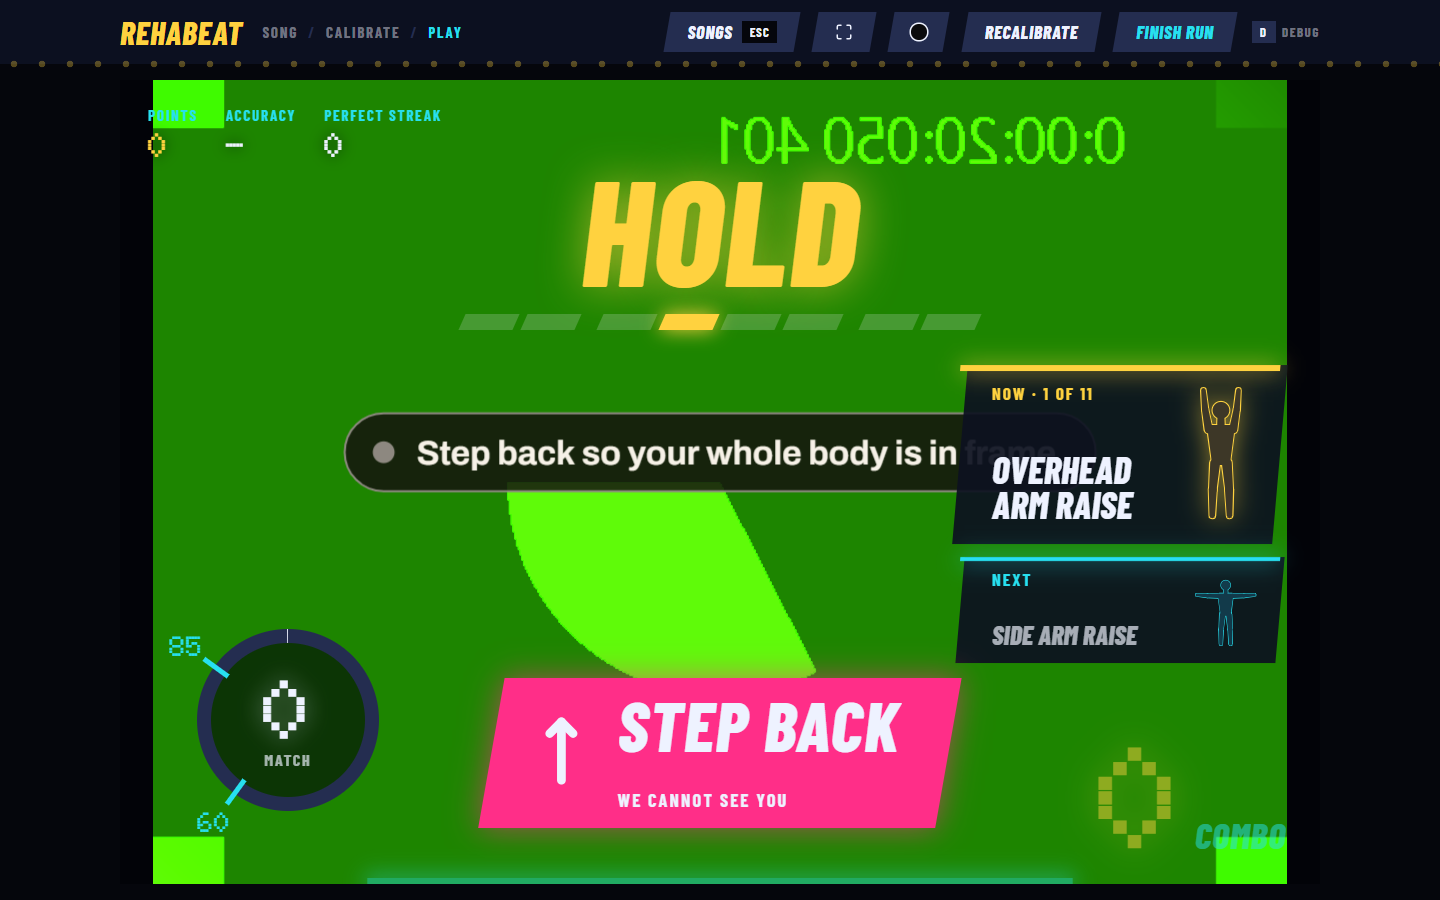 REHABEAT
SONG / CALIBRATE / PLAY
SONGS ESC
RECALIBRATE
FINISH RUN
D DEBUG
POINTS
0
ACCURACY
—
PERFECT STREAK
0
0:00:20:050 401
HOLD
Step back so your whole body is in frame
NOW · 1 OF 11
OVERHEAD
ARM RAISE
NEXT
SIDE ARM RAISE
85
0
MATCH
60
STEP BACK
WE CANNOT SEE YOU
0
COMBO